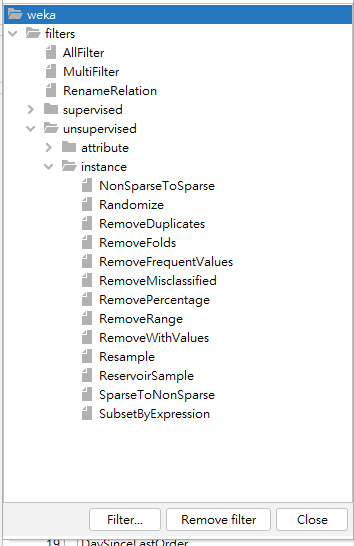 weka
filters
AllFilter
MultiFilter
RenameRelation
supervised
unsupervised
attribute
instance
NonSparseToSparse
Randomize
RemoveDuplicates
RemoveFolds
RemoveFrequentValues
RemoveMisclassified
RemovePercentage
RemoveRange
RemoveWithValues
Resample
ReservoirSample
SparseToNonSparse
SubsetByExpression
Filter... Remove filter Close
19 DaySinceLastOrder